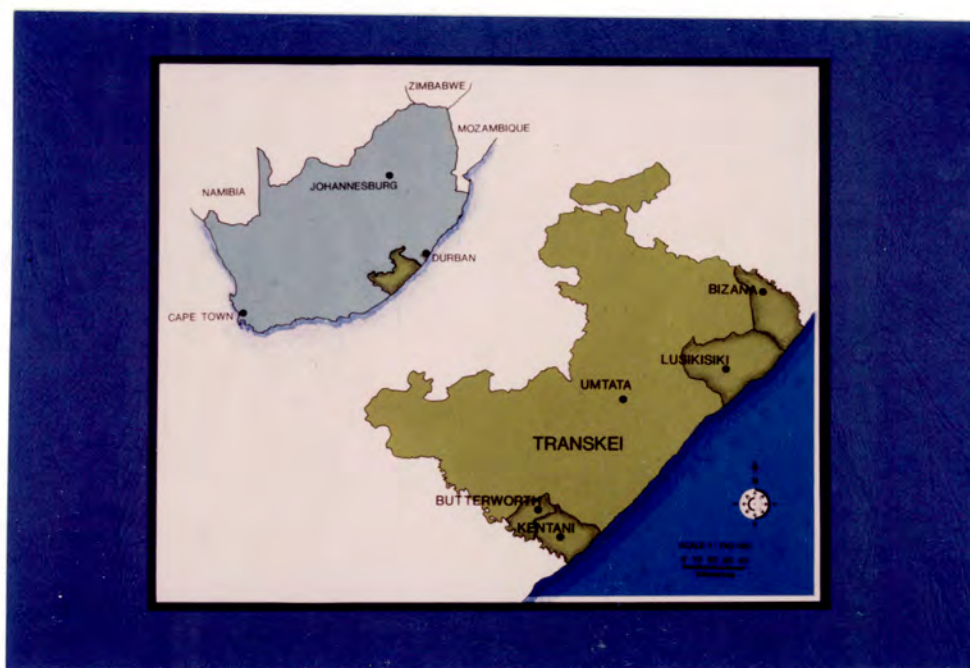 ZIMBABWE
MOZAMBIQUE
NAMIBIA
JOHANNESBURG
DURBAN
CAPE TOWN
BIZANA
LUSIKISIKI
UMTATA
TRANSKEI
BUTTERWORTH
KENTANI